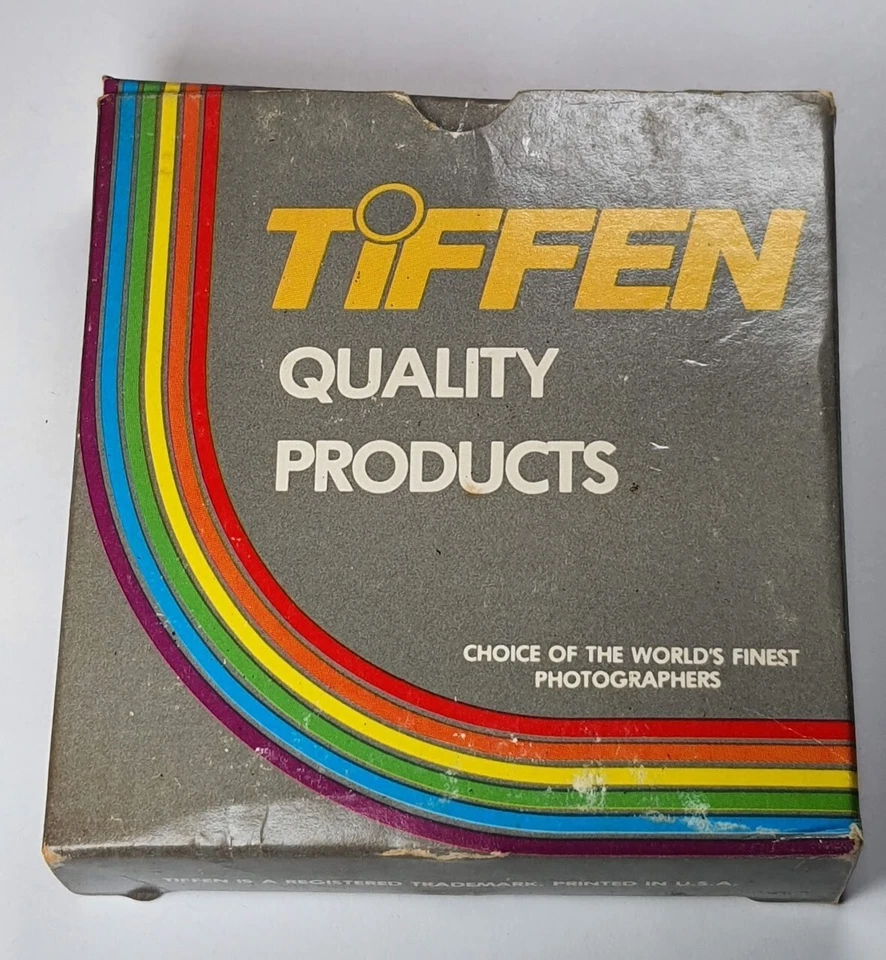 TiFFEN
QUALITY
PRODUCTS
CHOICE OF THE WORLD'S FINEST
PHOTOGRAPHERS
TIFFEN IS A REGISTERED TRADEMARK. PRINTED IN U.S.A.